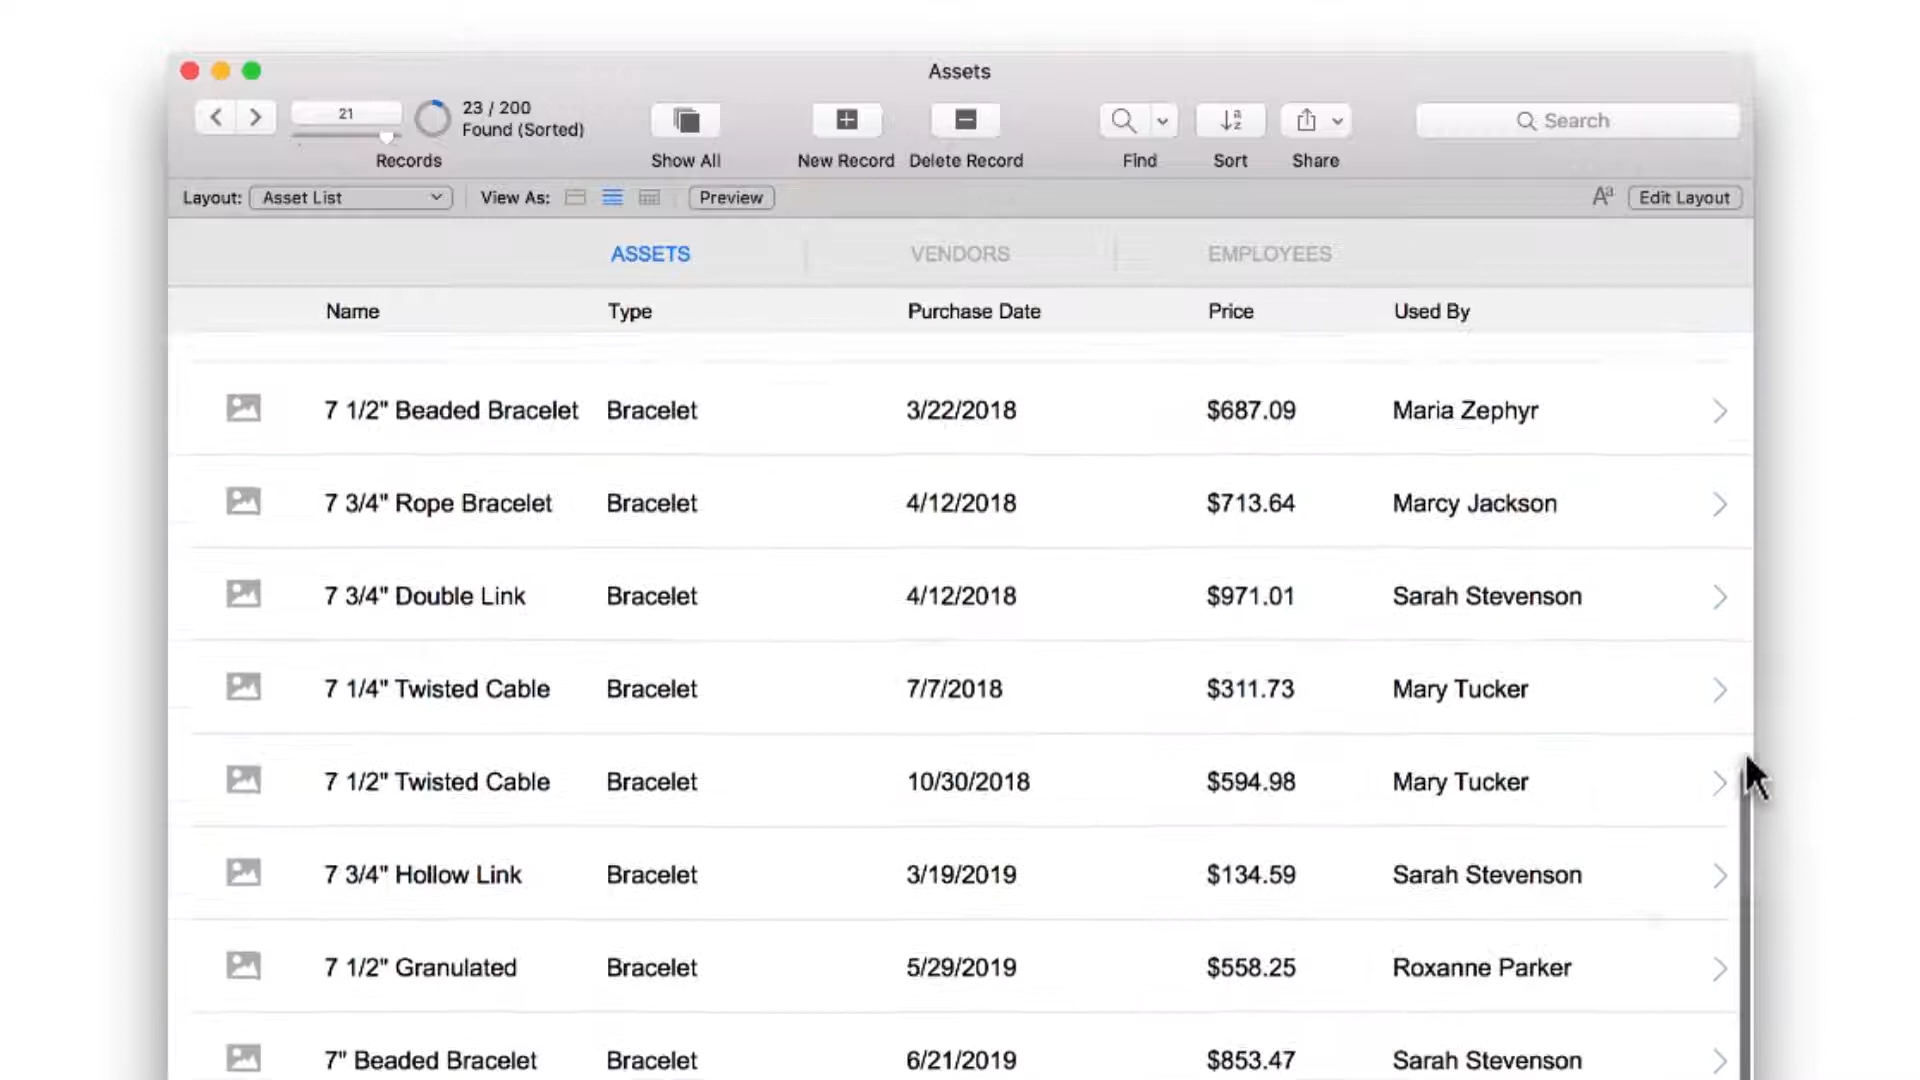 Assets
21
23 / 200
Found (Sorted)
Records
Show All
New Record
Delete Record
Find
Sort
Share
Search
Layout: Asset List View As: Preview Aa Edit Layout
ASSETS VENDORS EMPLOYEES
Name Type Purchase Date Price Used By
7 1/2" Beaded Bracelet Bracelet 3/22/2018 $687.09 Maria Zephyr
7 3/4" Rope Bracelet Bracelet 4/12/2018 $713.64 Marcy Jackson
7 3/4" Double Link Bracelet 4/12/2018 $971.01 Sarah Stevenson
7 1/4" Twisted Cable Bracelet 7/7/2018 $311.73 Mary Tucker
7 1/2" Twisted Cable Bracelet 10/30/2018 $594.98 Mary Tucker
7 3/4" Hollow Link Bracelet 3/19/2019 $134.59 Sarah Stevenson
7 1/2" Granulated Bracelet 5/29/2019 $558.25 Roxanne Parker
7" Beaded Bracelet Bracelet 6/21/2019 $853.47 Sarah Stevenson